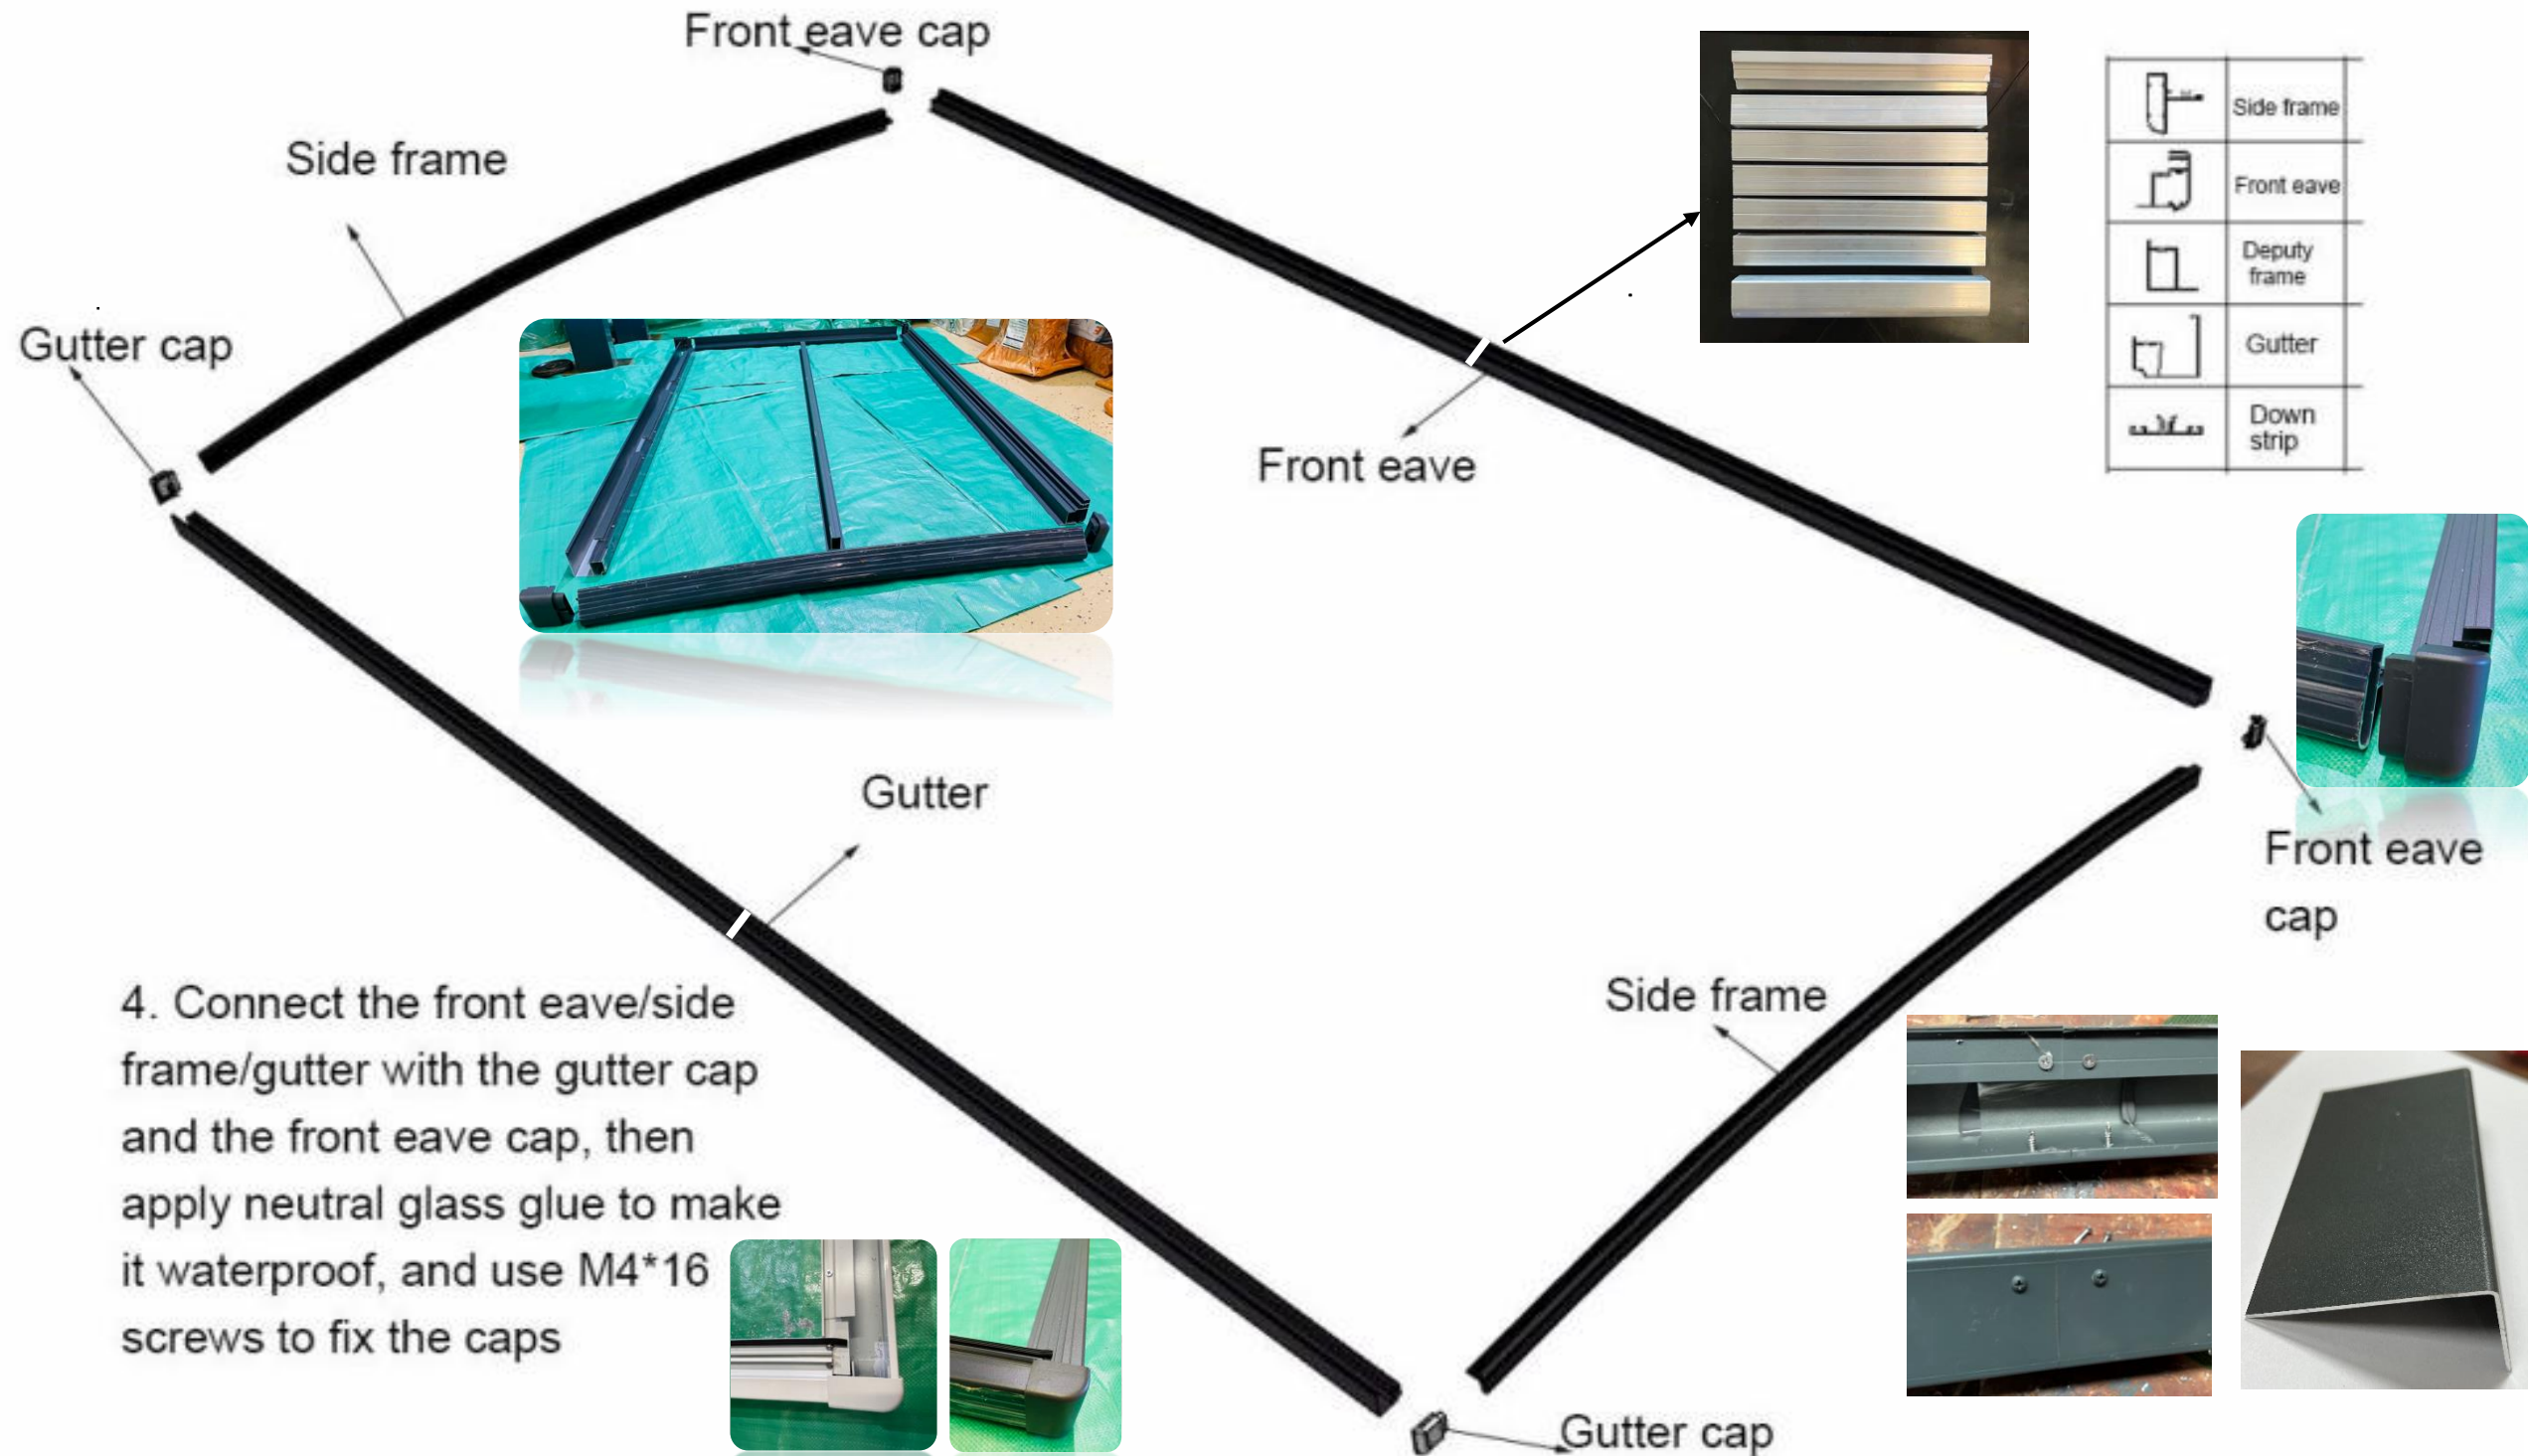 Front eave cap
Side frame
Gutter cap
Side frame
Front eave
Deputy
frame
Gutter
Down
strip
Front eave
Gutter
Front eave
cap
Side frame
4. Connect the front eave/side
frame/gutter with the gutter cap
and the front eave cap, then
apply neutral glass glue to make
it waterproof, and use M4*16
screws to fix the caps
Gutter cap